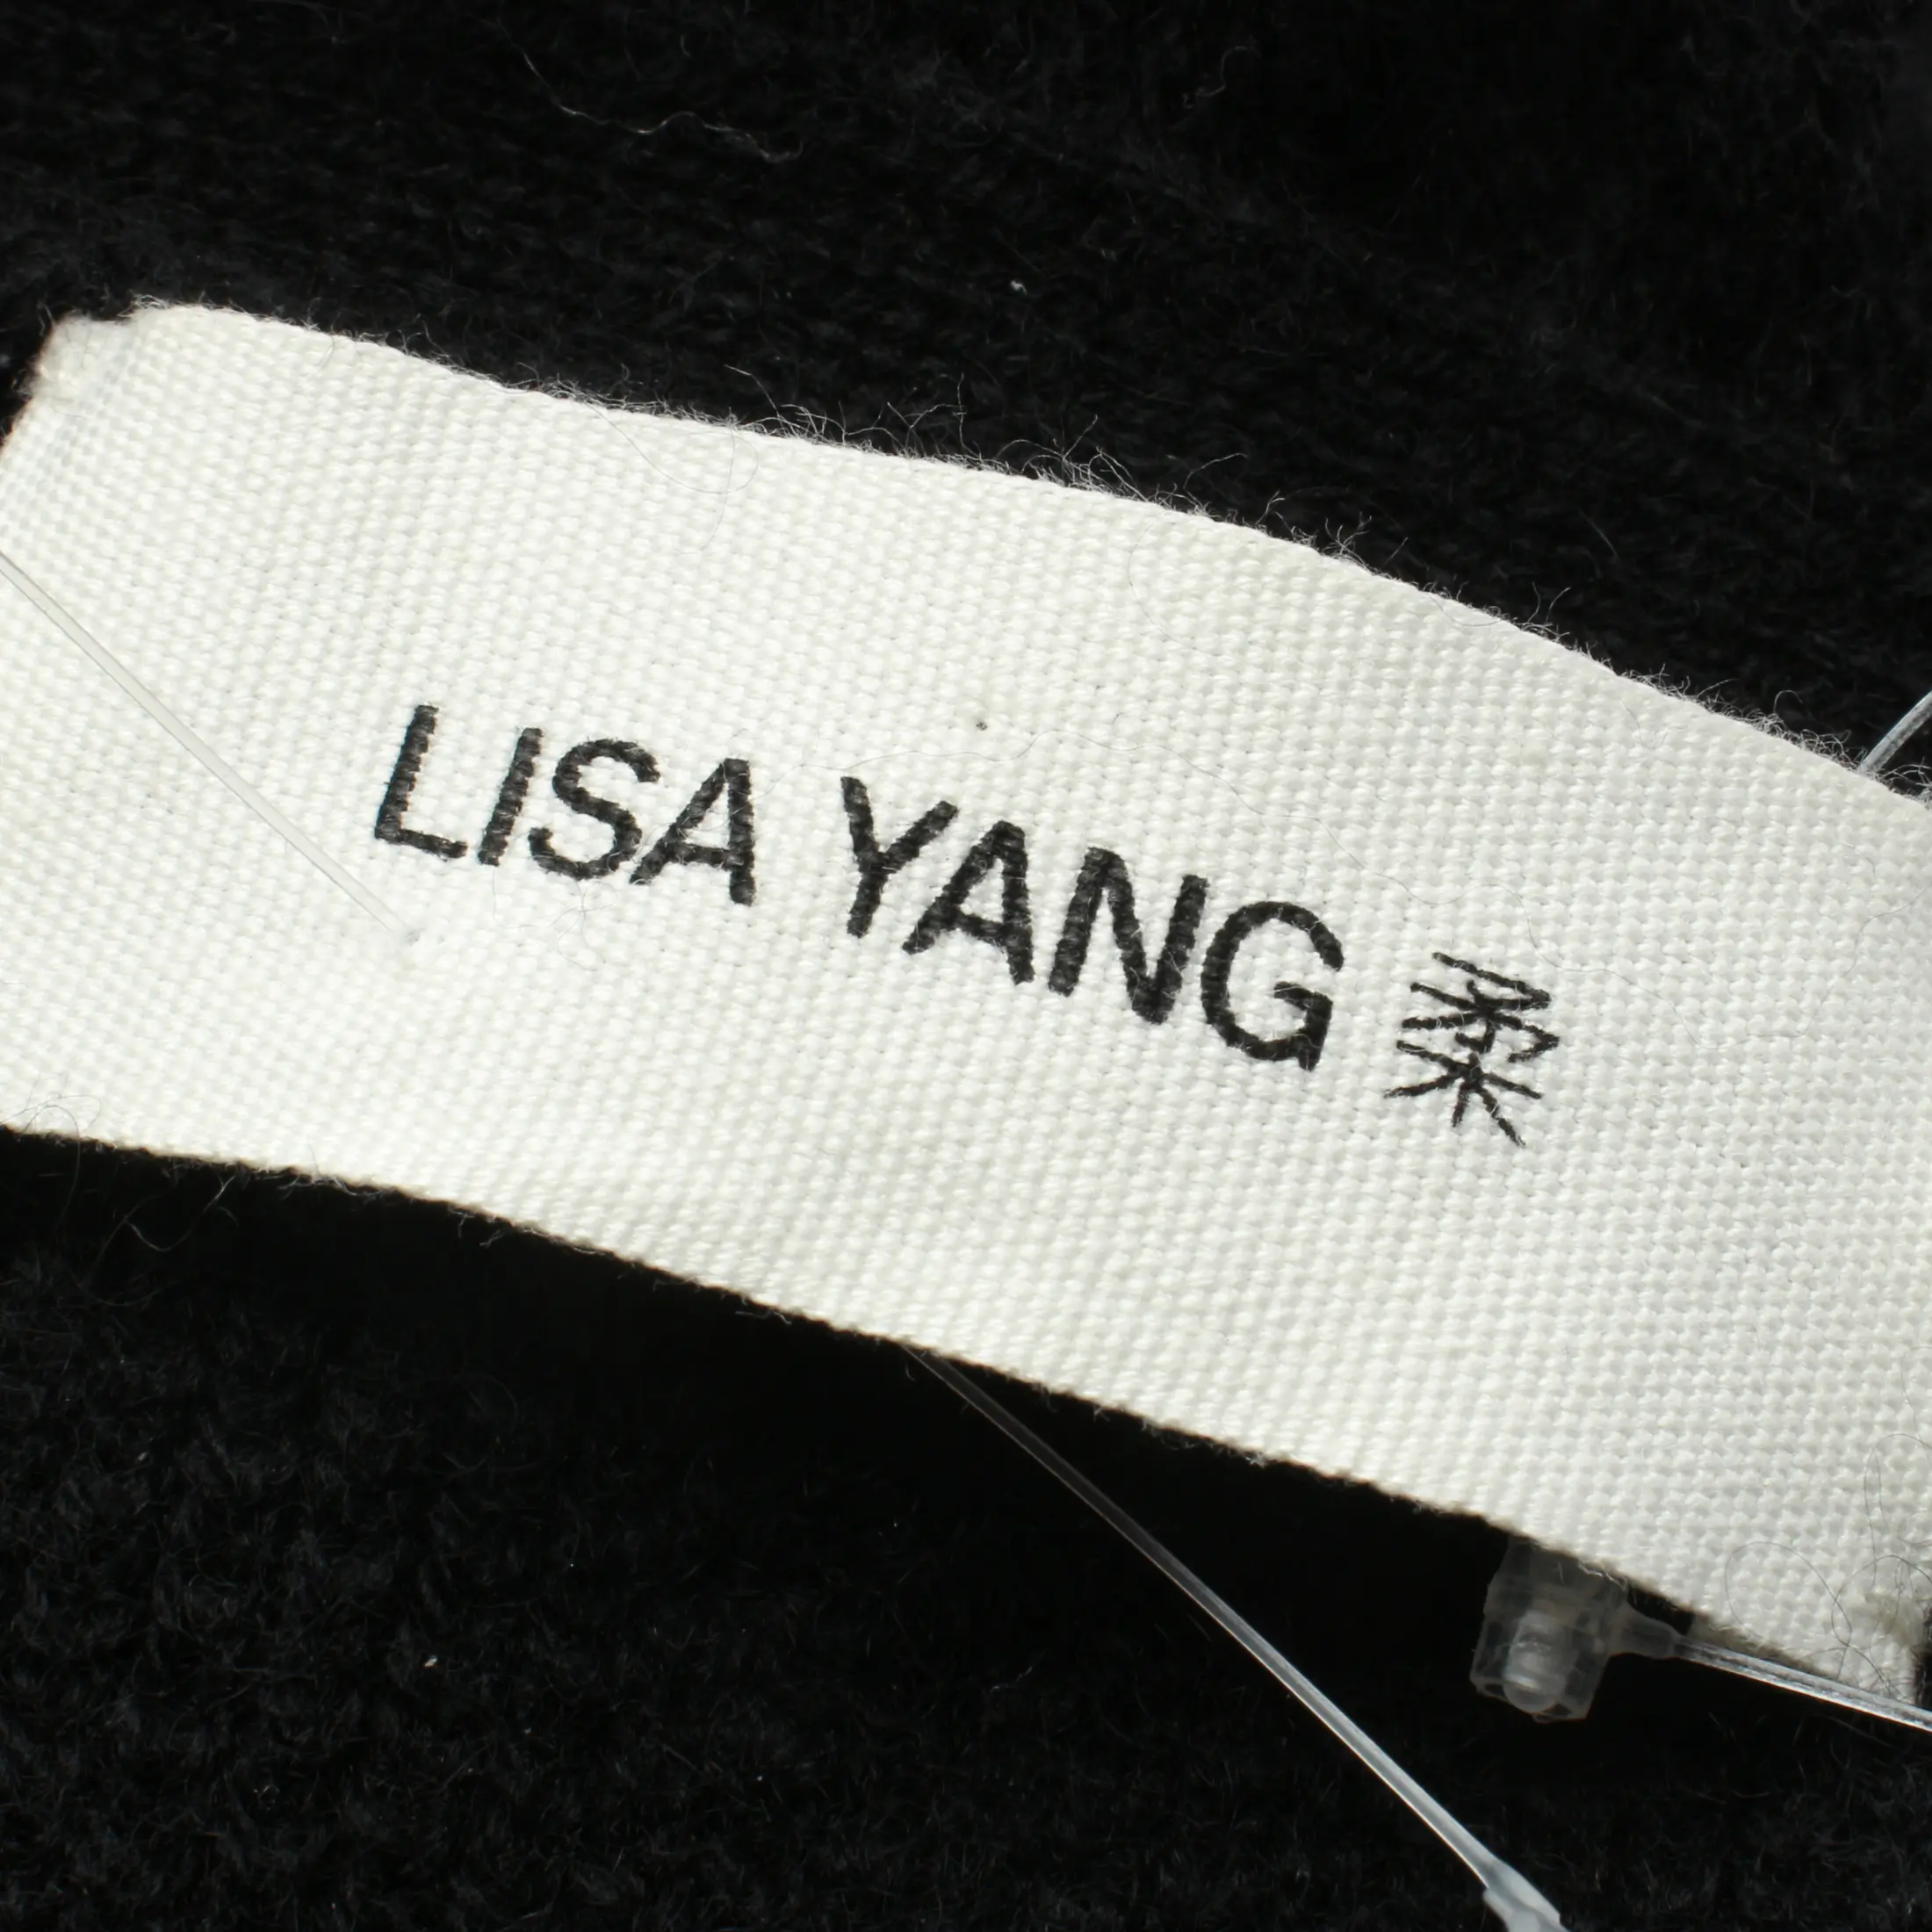 LISA YANG 柔